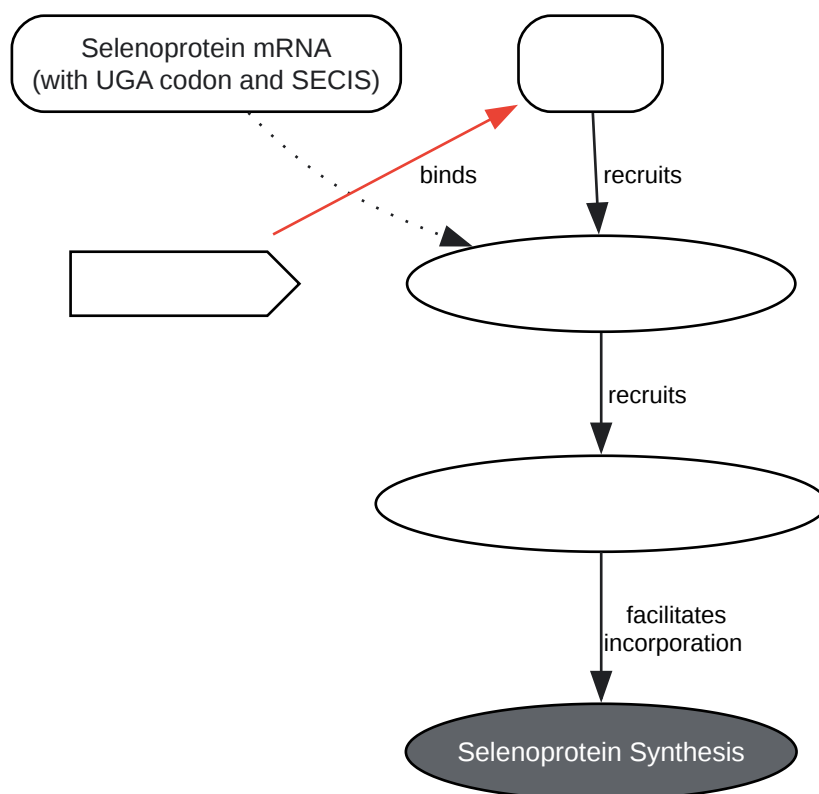 Selenoprotein mRNA
(with UGA codon and SECIS)
binds
recruits
recruits
facilitates
incorporation
Selenoprotein Synthesis